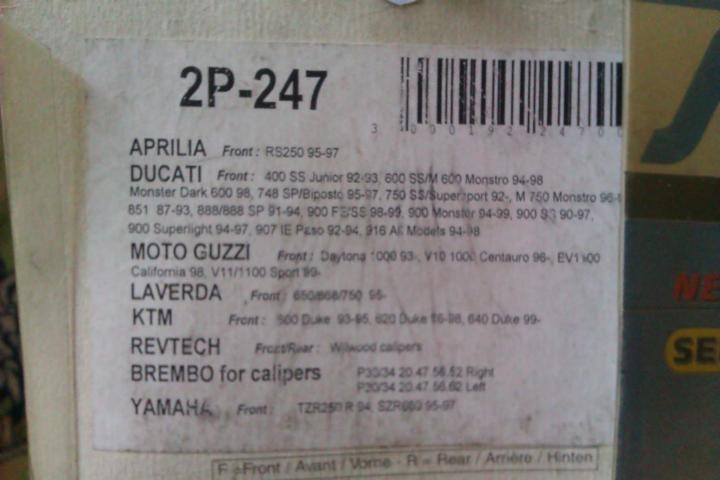 2P-247
3 000192 2470
APRILIA Front : RS250 95-97
DUCATI Front : 400 SS Junior 92-93, 600 SS/M 600 Monstro 94-98
Monster Dark 600 98, 748 SP/Biposto 95-97, 750 SS/Supersport 92-, M 750 Monstro 96-
851 87-93, 888/888 SP 91-94, 900 FE/SS 98-99, 900 Monster 94-99, 900 SS 90-97,
900 Superlight 94-97, 907 IE Paso 92-94, 916 All Models 94-98
MOTO GUZZI Front : Daytona 1000 93-, V10 1000 Centauro 96-, EV1100
California 98, V11/1100 Sport 99-
LAVERDA Front : 650/668/750 95-
KTM Front : 600 Duke 93-95, 620 Duke 96-98, 640 Duke 99-
REVTECH Front/Rear : Wilwood calipers
BREMBO for calipers P30/34 20.47 56.52 Right
P30/34 20.47 56.62 Left
YAMAHA Front : TZR250 R 94, SZR660 95-97
F = Front / Avant / Vorne - R = Rear / Arrière / Hinten
NE
SE